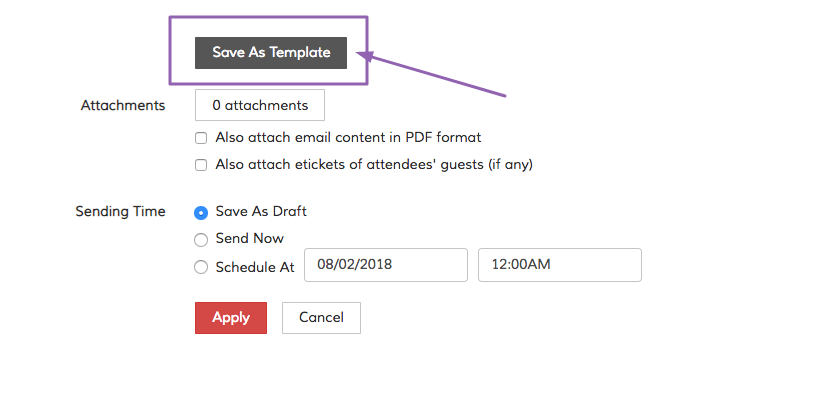 Save As Template
Attachments 0 attachments
Also attach email content in PDF format
Also attach etickets of attendees' guests (if any)
Sending Time Save As Draft
Send Now
Schedule At 08/02/2018 12:00AM
Apply Cancel